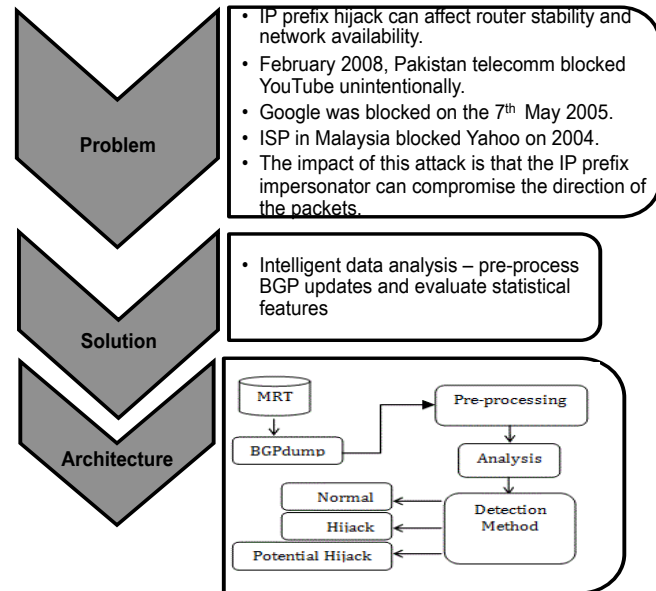 Problem
• IP prefix hijack can affect router stability and
network availability.
• February 2008, Pakistan telecomm blocked
YouTube unintentionally.
• Google was blocked on the 7th May 2005.
• ISP in Malaysia blocked Yahoo on 2004.
• The impact of this attack is that the IP prefix
impersonator can compromise the direction of
the packets.
Solution
• Intelligent data analysis – pre-process
BGP updates and evaluate statistical
features
Architecture
MRT
BGPdump
Pre-processing
Analysis
Detection
Method
Normal
Hijack
Potential Hijack